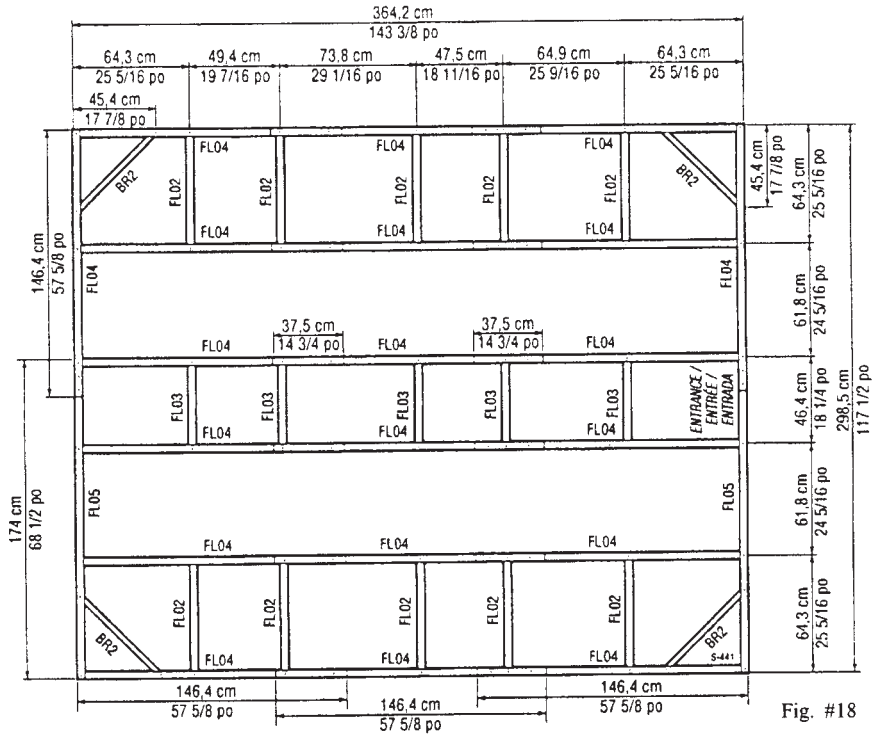 364,2 cm
143 3/8 po
64,3 cm
25 5/16 po
49,4 cm
19 7/16 po
73,8 cm
29 1/16 po
47,5 cm
18 11/16 po
64,9 cm
25 9/16 po
64,3 cm
25 5/16 po
45,4 cm
17 7/8 po
FL04 FL04 FL04
BR2 FL02 FL02 FL02 FL02 FL02 BR2
FL04 FL04 FL04
45,4 cm
17 7/8 po
64,3 cm
25 5/16 po
146,4 cm
57 5/8 po
FL04 FL04
61,8 cm
24 5/16 po
37,5 cm
14 3/4 po
37,5 cm
14 3/4 po
FL04 FL04 FL04
FL03 FL03 FL03 FL03 FL03
FL04 FL04 FL04
ENTRANCE /
ENTRÉE /
ENTRADA
46,4 cm
18 1/4 po
298,5 cm
117 1/2 po
174 cm
68 1/2 po
FL05 FL05
61,8 cm
24 5/16 po
FL04 FL04 FL04
BR2 FL02 FL02 FL02 FL02 FL02 BR2
FL04 FL04 FL04
S-441
64,3 cm
25 5/16 po
146,4 cm
57 5/8 po
146,4 cm
57 5/8 po
146,4 cm
57 5/8 po
Fig. #18